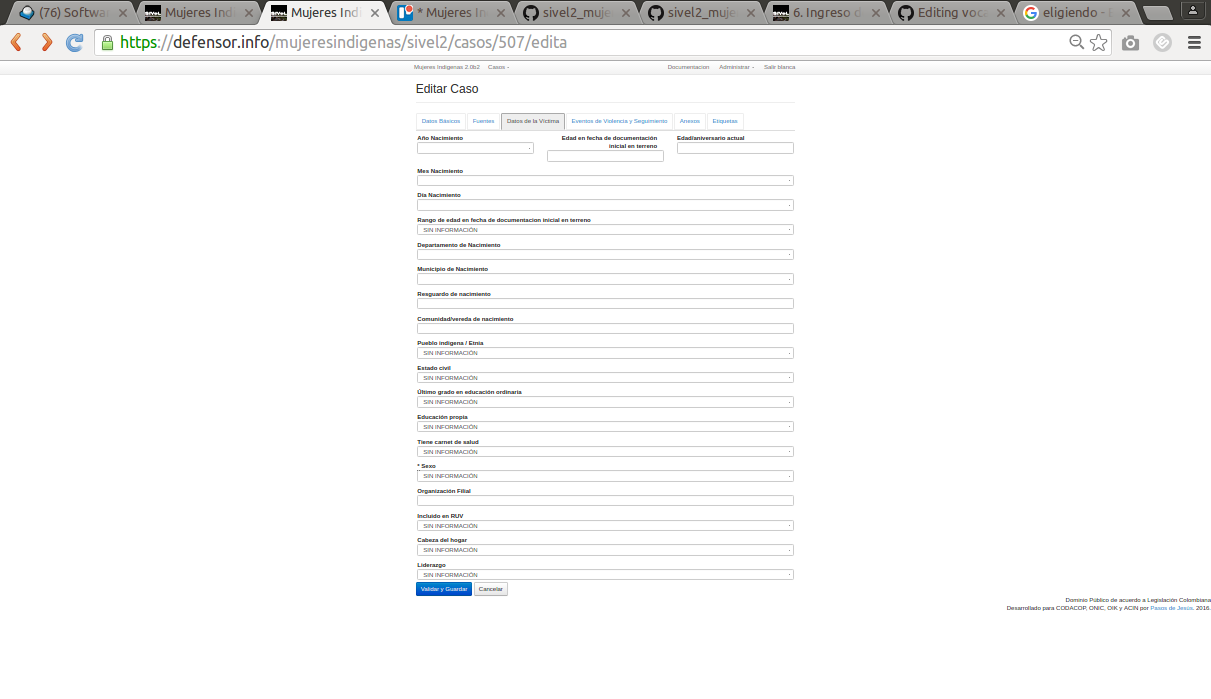 (76) Softwa
Mujeres Ind
Mujeres Indi
* Mujeres In
sivel2_muje
sivel2_muje
6. Ingreso d
Editing voca
eligiendo -
https://defensor.info/mujeresindigenas/sivel2/casos/507/edita
Mujeres Indígenas 2.0b2 Casos
Documentacion Administrar Salir blanca
Editar Caso
Datos Básicos Fuentes Datos de la Víctima Eventos de Violencia y Seguimiento Anexos Etiquetas
Año Nacimiento
Edad en fecha de documentación
inicial en terreno
Edad/aniversario actual
Mes Nacimiento
Día Nacimiento
Rango de edad en fecha de documentacion inicial en terreno
SIN INFORMACIÓN
Departamento de Nacimiento
Municipio de Nacimiento
Resguardo de nacimiento
Comunidad/vereda de nacimiento
Pueblo indígena / Etnia
SIN INFORMACIÓN
Estado civil
SIN INFORMACIÓN
Último grado en educación ordinaria
SIN INFORMACIÓN
Educación propia
SIN INFORMACIÓN
Tiene carnet de salud
SIN INFORMACIÓN
* Sexo
SIN INFORMACIÓN
Organización Filial
Incluido en RUV
SIN INFORMACIÓN
Cabeza del hogar
SIN INFORMACIÓN
Liderazgo
SIN INFORMACIÓN
Validar y Guardar Cancelar
Dominio Público de acuerdo a Legislación Colombiana
Desarrollado para CODACOP, ONIC, OIK y ACIN por Pasos de Jesús. 2016.